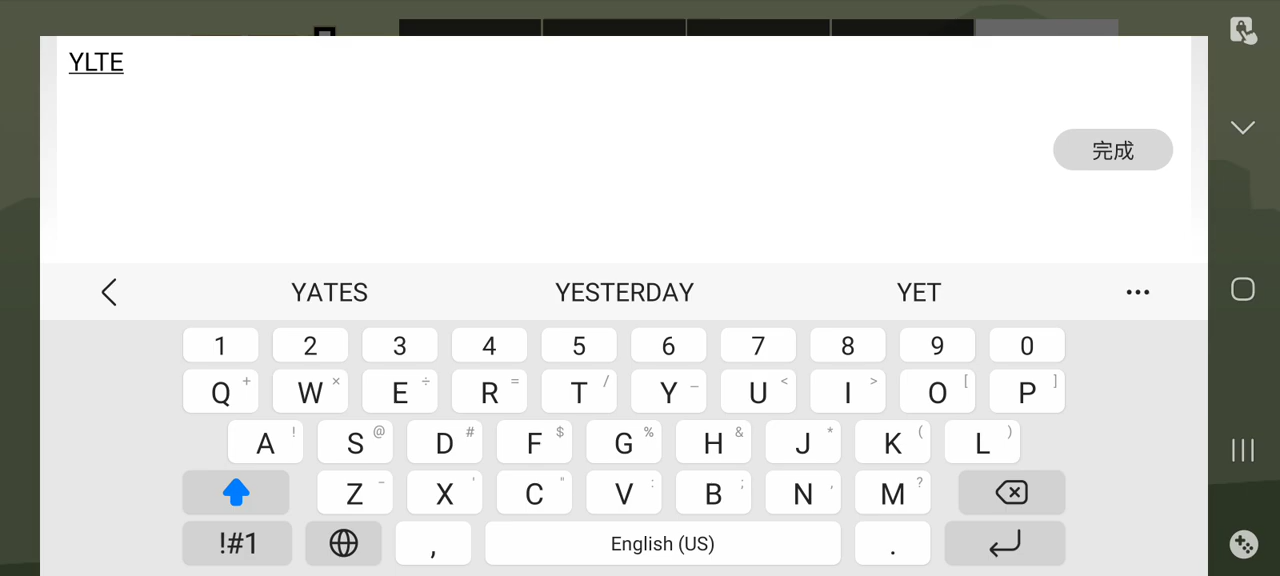 YLTE
完成
YATES YESTERDAY YET ...
1 2 3 4 5 6 7 8 9 0
Q + W × E ÷ R = T / Y _ U < I > O [ P ]
A ! S @ D # F $ G % H & J * K ( L )
Z - X ' C " V : B ; N , M ?
!#1 , English (US) .